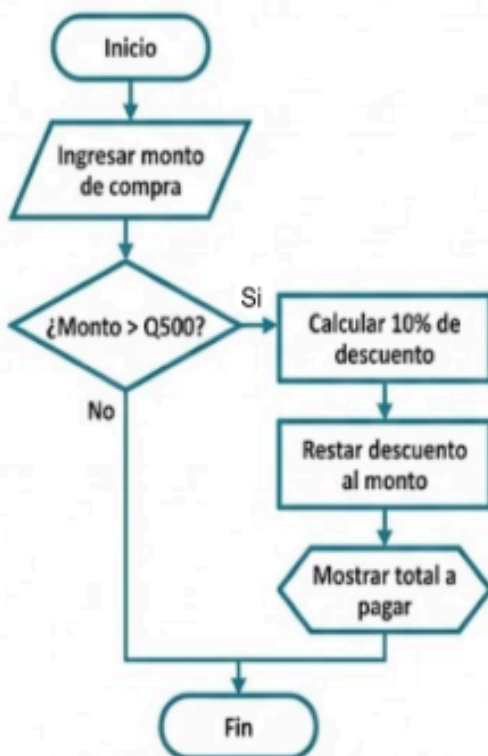 Inicio
Ingresar monto
de compra
¿Monto > Q500?
Si
No
Calcular 10% de
descuento
Restar descuento
al monto
Mostrar total a
pagar
Fin